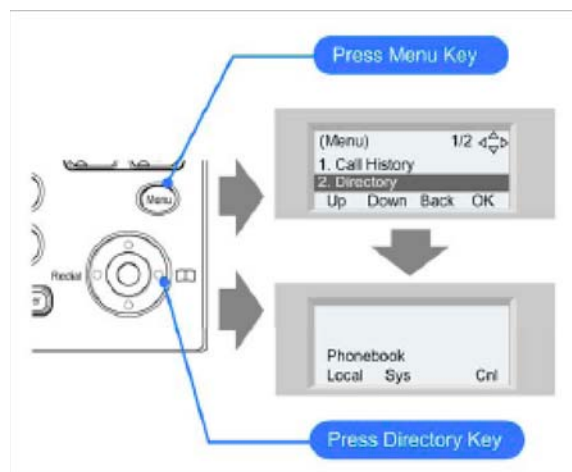 Press Menu Key
(Menu) 1/2
1. Call History
2. Directory
Up Down Back OK
Menu
Redial
Phonebook
Local Sys Cnl
Press Directory Key